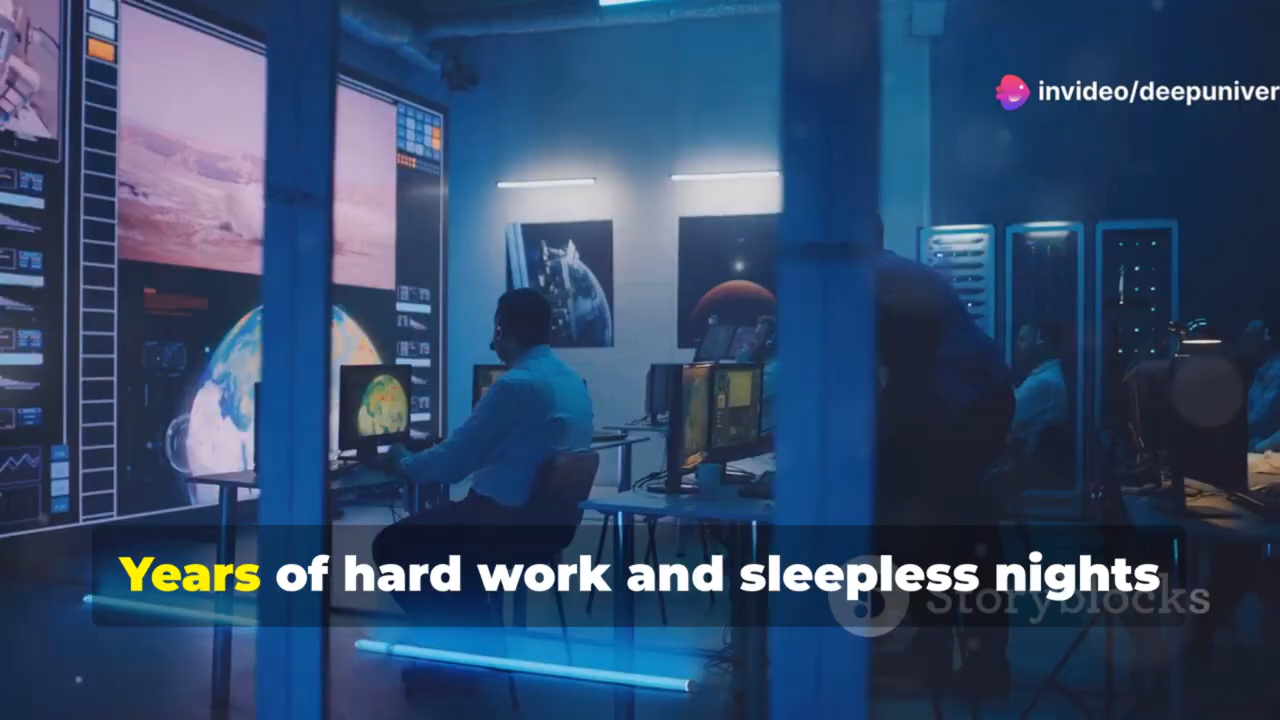 invideo/deepuniver
Years of hard work and sleepless nights
Storyblocks